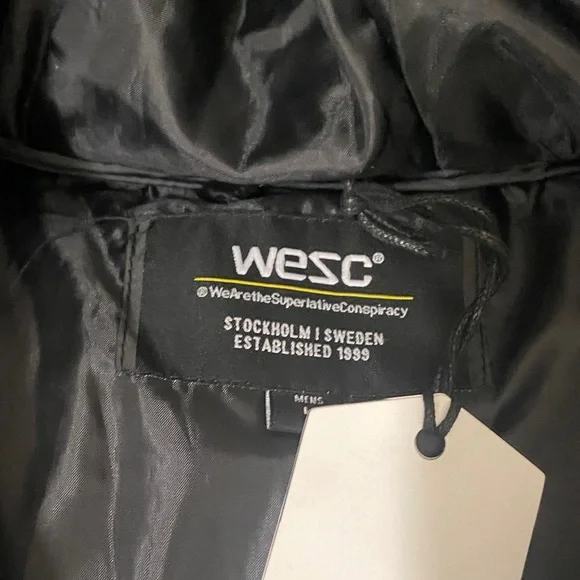 wesc®
®WeAretheSuperlativeConspiracy
STOCKHOLM | SWEDEN
ESTABLISHED 1999
MENS